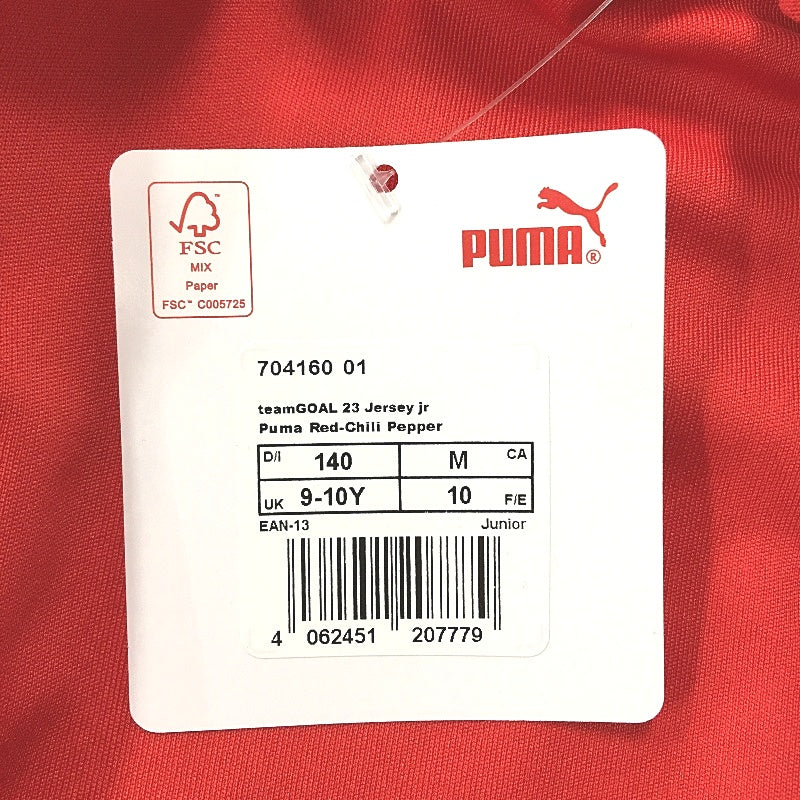 FSC
MIX
Paper
FSC™ C005725
PUMA®
704160 01
teamGOAL 23 Jersey jr
Puma Red-Chili Pepper
D/I 140 M CA
UK 9-10Y 10 F/E
EAN-13 Junior
4 062451 207779